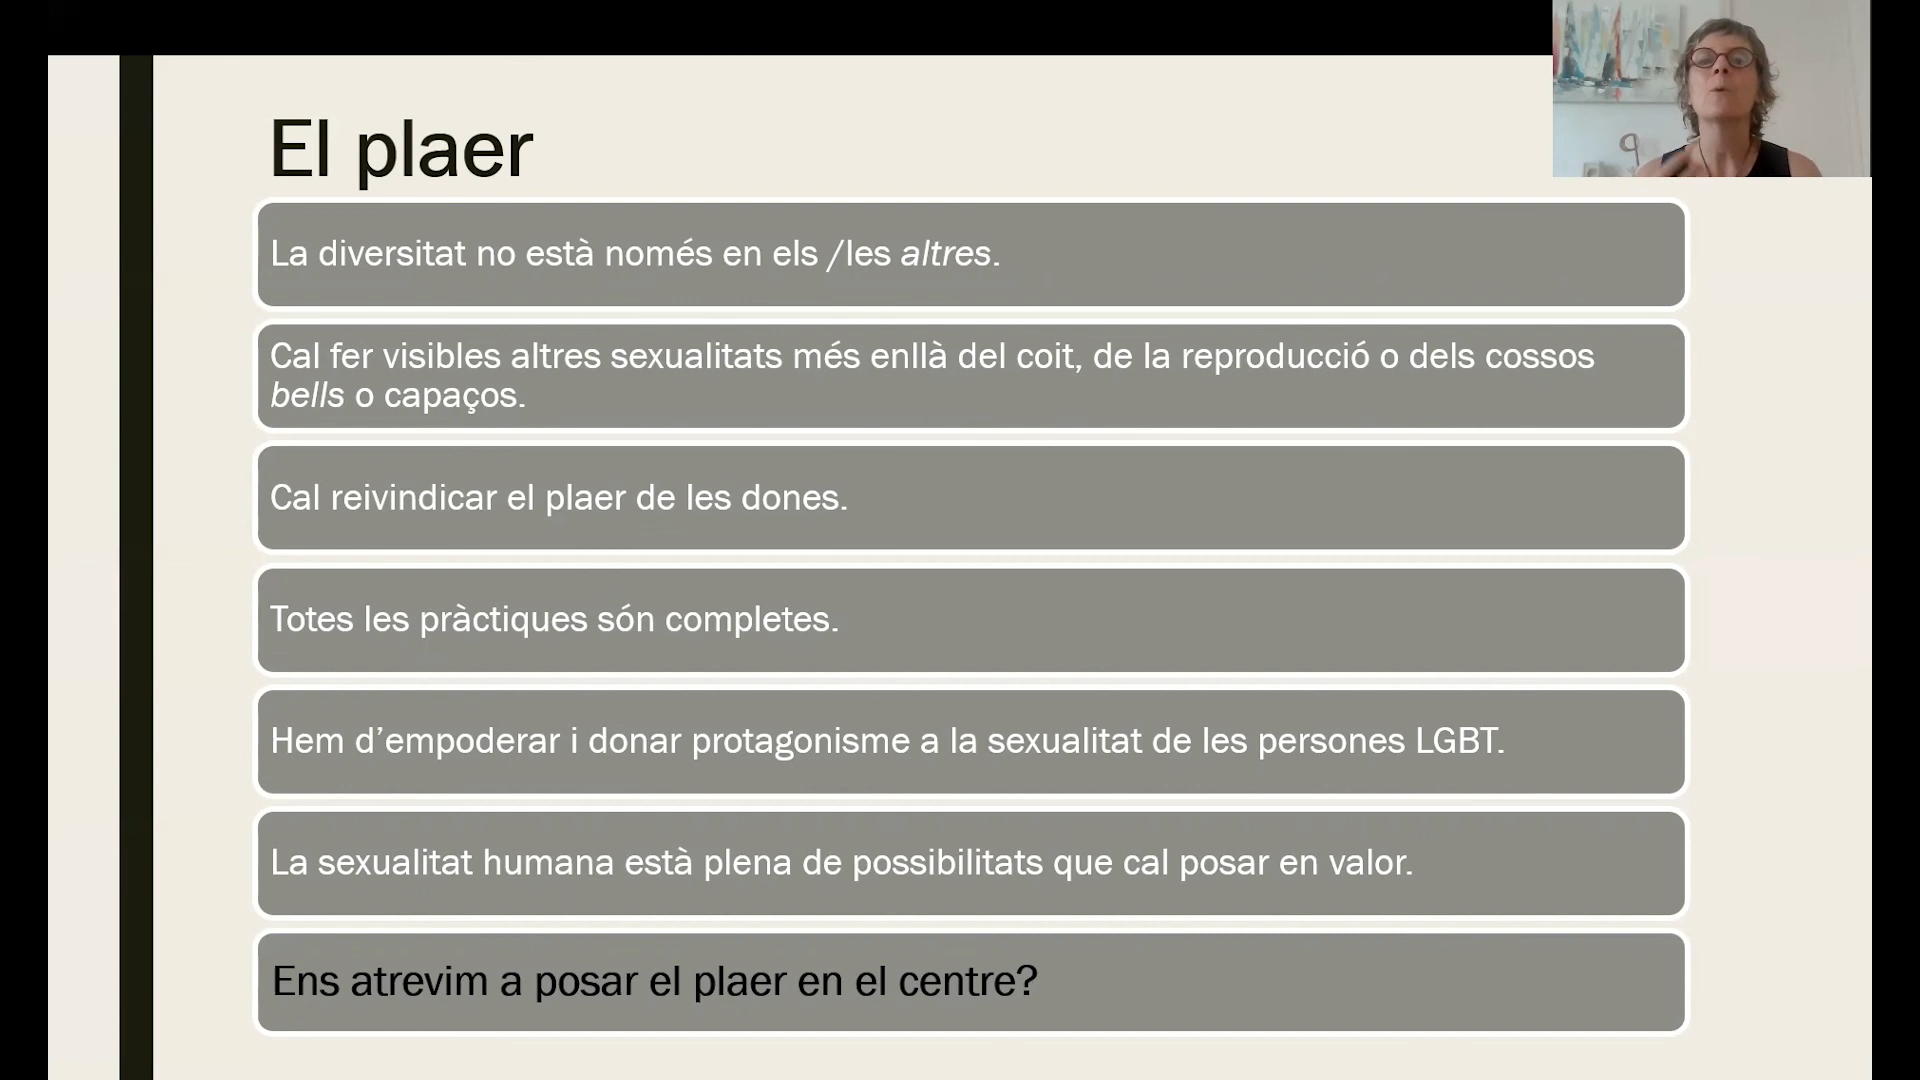 El plaer
La diversitat no està només en els /les altres.
Cal fer visibles altres sexualitats més enllà del coit, de la reproducció o dels cossos
bells o capaços.
Cal reivindicar el plaer de les dones.
Totes les pràctiques són completes.
Hem d’empoderar i donar protagonisme a la sexualitat de les persones LGBT.
La sexualitat humana està plena de possibilitats que cal posar en valor.
Ens atrevim a posar el plaer en el centre?